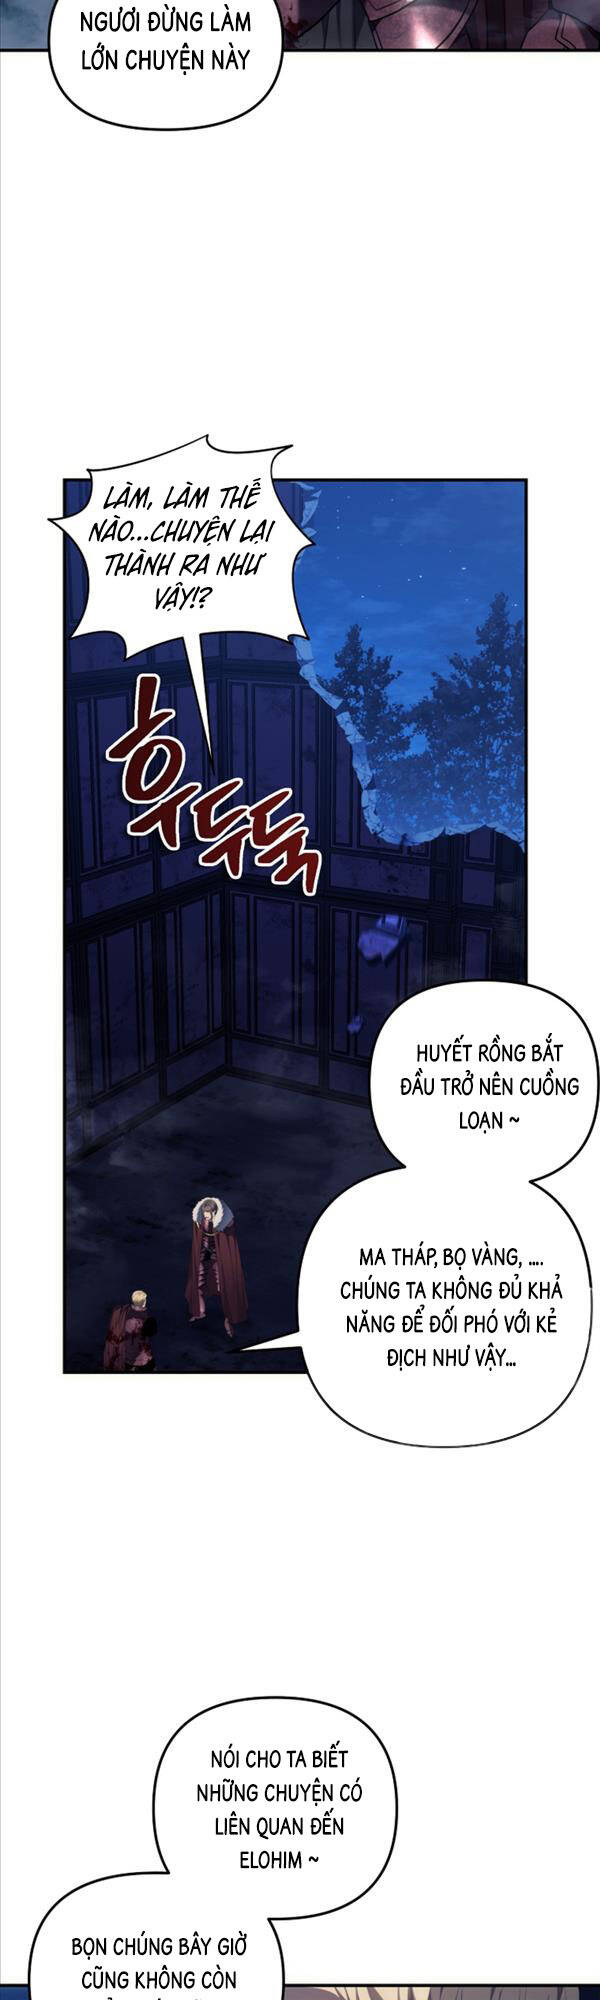 NGƯƠI ĐỪNG LÀM
LỚN CHUYỆN NÀY
LÀM, LÀM THẾ
NÀO...CHUYỆN LẠI
THÀNH RA NHƯ
VẬY!?
후두둑
HUYẾT RỒNG BẮT
ĐẦU TRỞ NÊN CUỒNG
LOẠN ~
MA THÁP, BỌ VÀNG, ....
CHÚNG TA KHÔNG ĐỦ KHẢ
NĂNG ĐỂ ĐỐI PHÓ VỚI KẺ
ĐỊCH NHƯ VẬY...
NÓI CHO TA BIẾT
NHỮNG CHUYỆN CÓ
LIÊN QUAN ĐẾN
ELOHIM ~
BỌN CHÚNG BÂY GIỜ
CŨNG KHÔNG CÒN